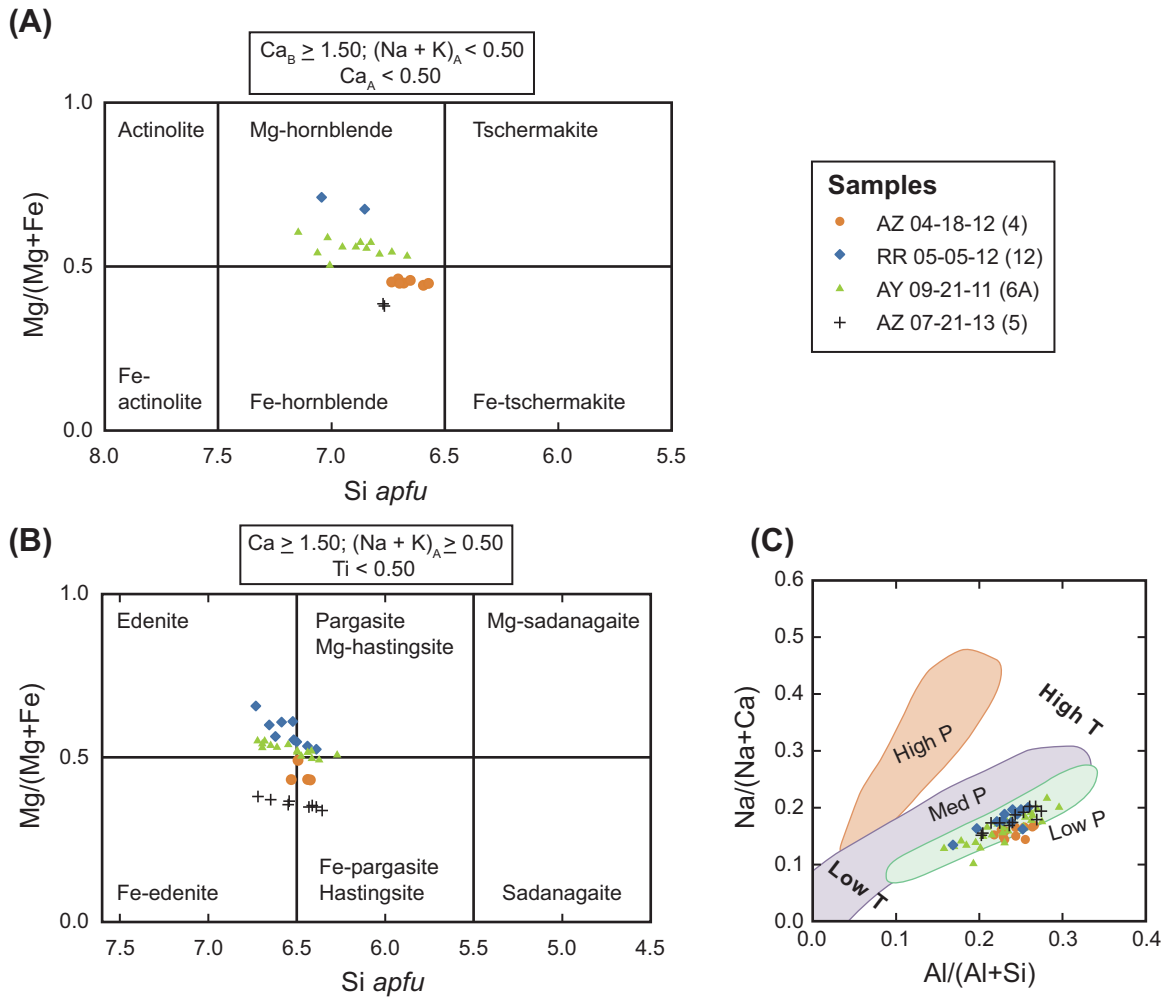 (A)
Ca_B ≥ 1.50; (Na + K)_A < 0.50
Ca_A < 0.50
1.0
Actinolite
Mg-hornblende
Tschermakite
Mg/(Mg+Fe)
0.5
Fe-
actinolite
Fe-hornblende
Fe-tschermakite
0.0
8.0
7.5
7.0
6.5
6.0
5.5
Si apfu
Samples
AZ 04-18-12 (4)
RR 05-05-12 (12)
AY 09-21-11 (6A)
AZ 07-21-13 (5)
(B)
Ca ≥ 1.50; (Na + K)_A ≥ 0.50
Ti < 0.50
1.0
Edenite
Pargasite
Mg-hastingsite
Mg-sadanagaite
Mg/(Mg+Fe)
0.5
Fe-edenite
Fe-pargasite
Hastingsite
Sadanagaite
0.0
7.5
7.0
6.5
6.0
5.5
5.0
4.5
Si apfu
(C)
0.6
0.5
0.4
0.3
0.2
0.1
0.0
Na/(Na+Ca)
High T
High P
Med P
Low P
Low T
0.0
0.1
0.2
0.3
0.4
Al/(Al+Si)